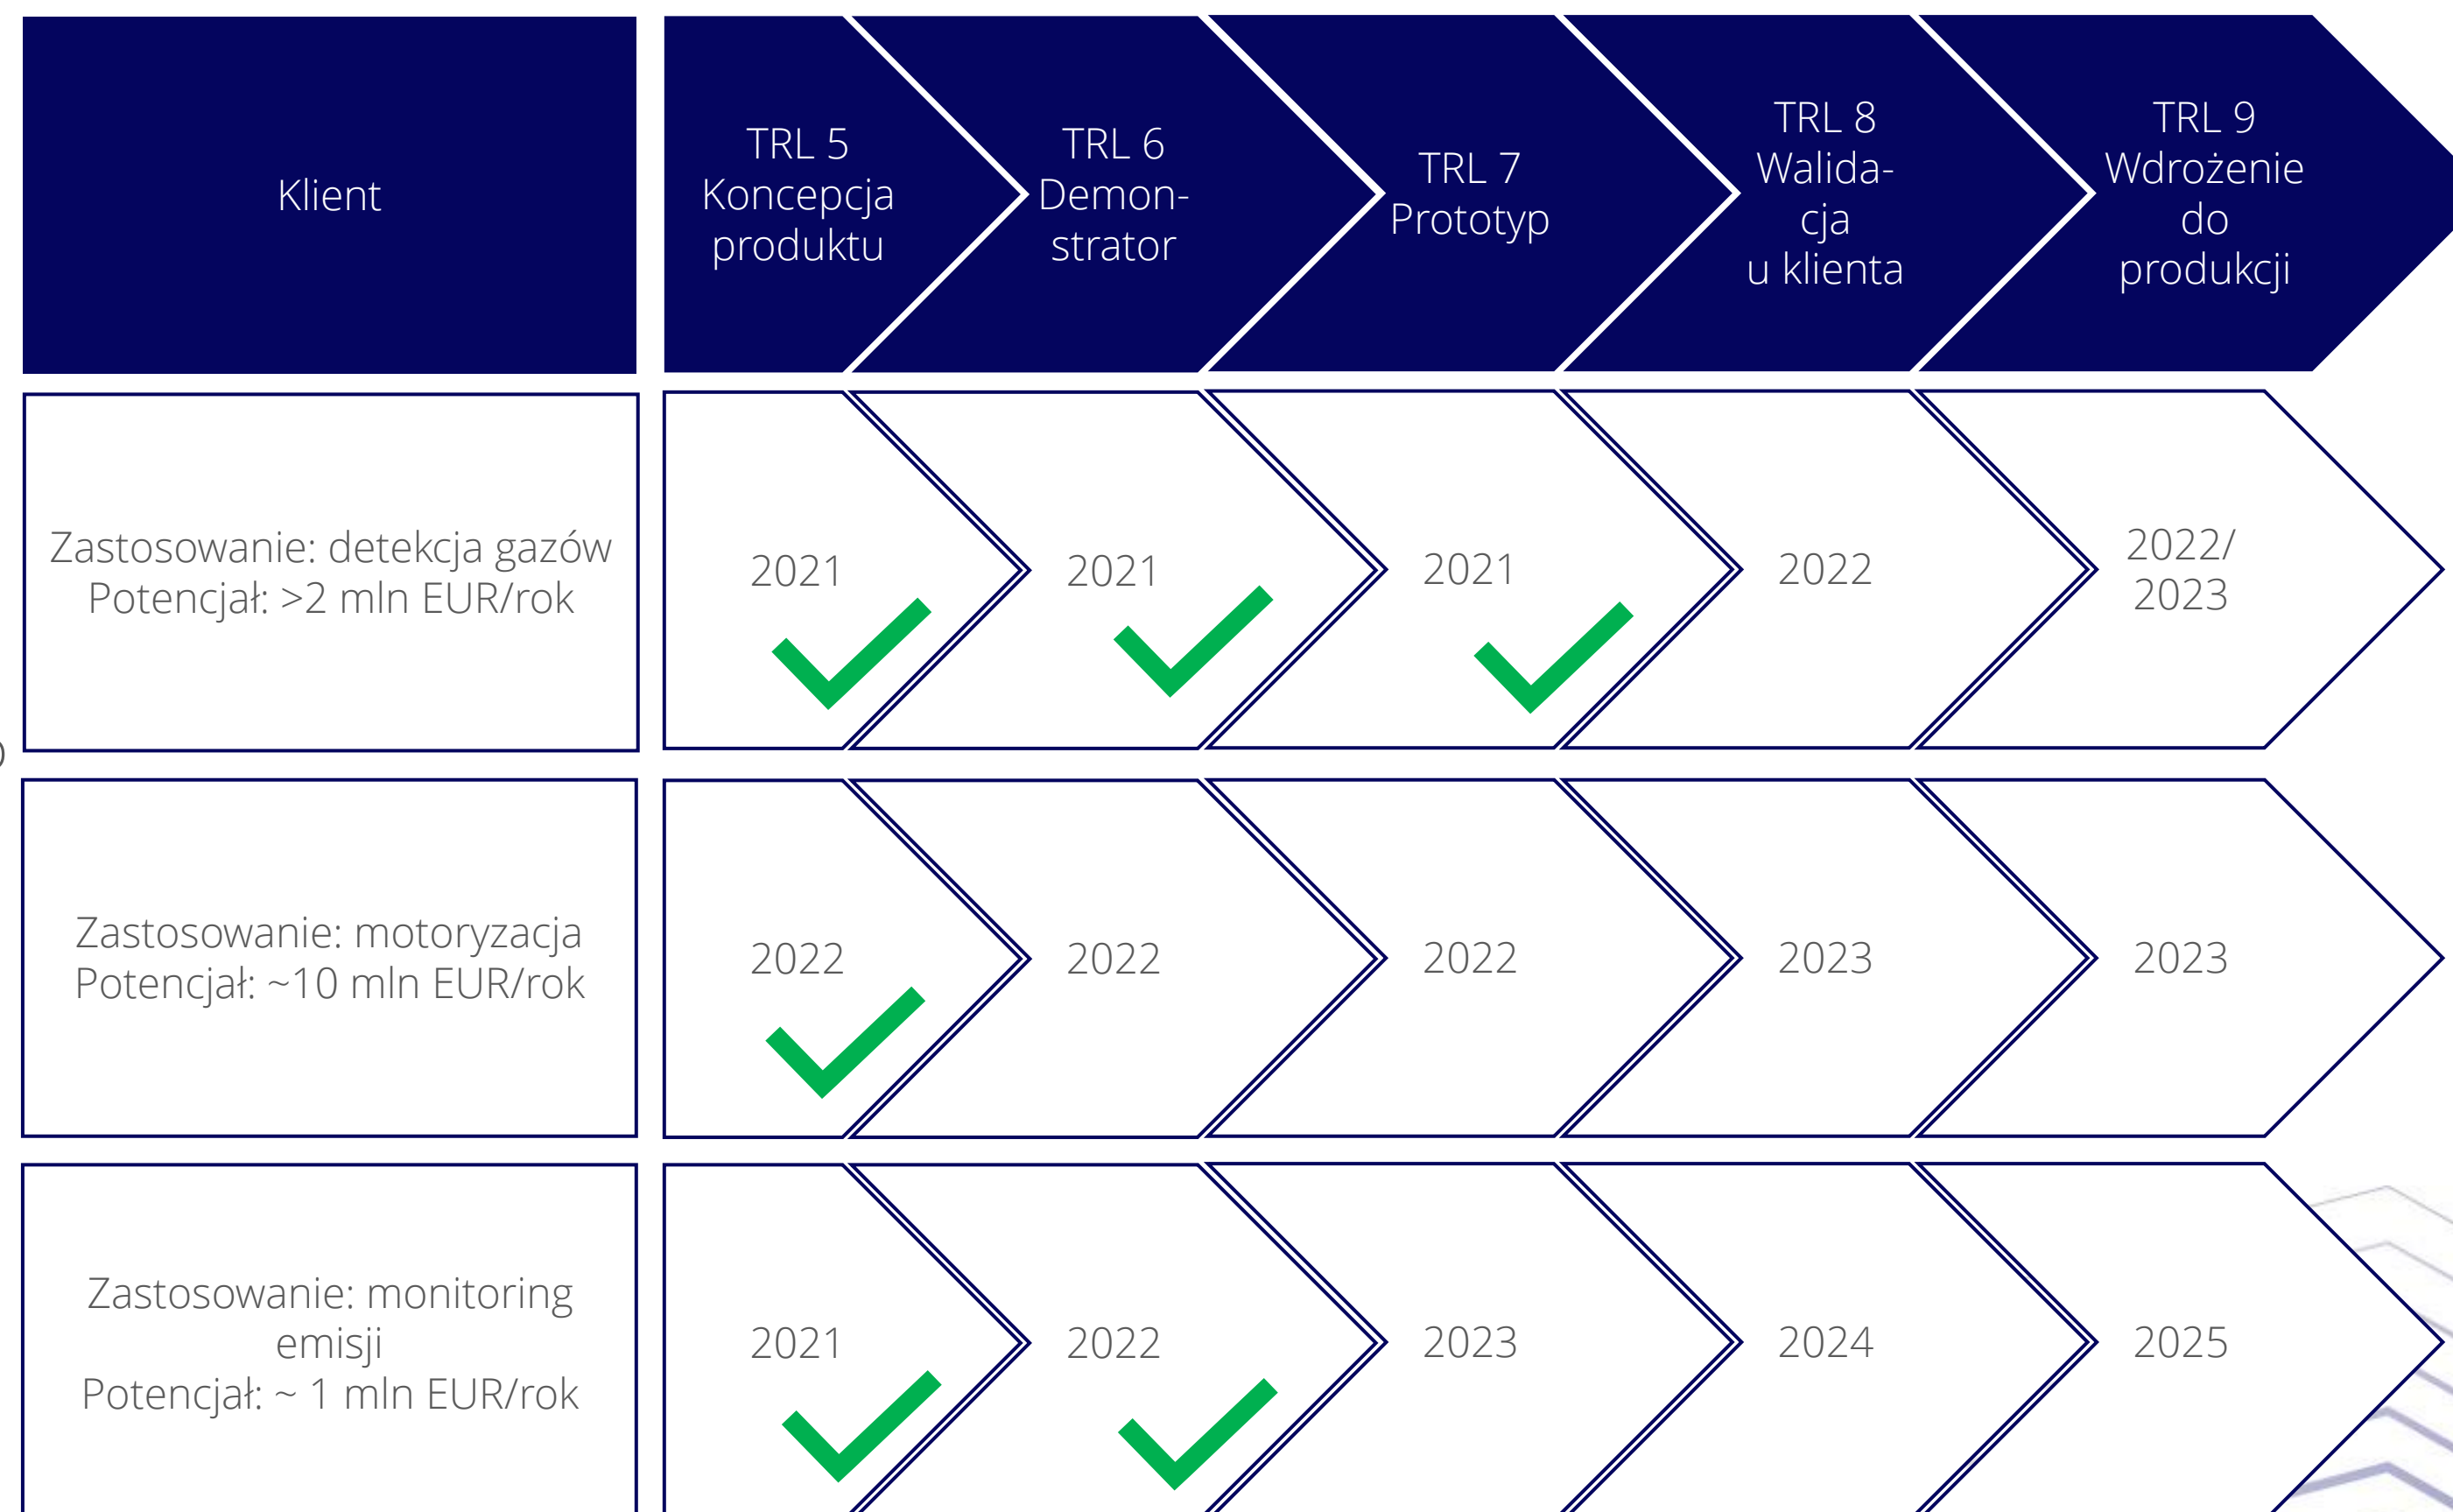 Klient
TRL 5
Koncepcja
produktu
TRL 6
Demon-
strator
TRL 7
Prototyp
TRL 8
Walida-
cja
u klienta
TRL 9
Wdrożenie
do
produkcji
Zastosowanie: detekcja gazów
Potencjał: >2 mln EUR/rok
2021
2021
2021
2022
2022/
2023
Zastosowanie: motoryzacja
Potencjał: ~10 mln EUR/rok
2022
2022
2022
2023
2023
Zastosowanie: monitoring
emisji
Potencjał: ~ 1 mln EUR/rok
2021
2022
2023
2024
2025